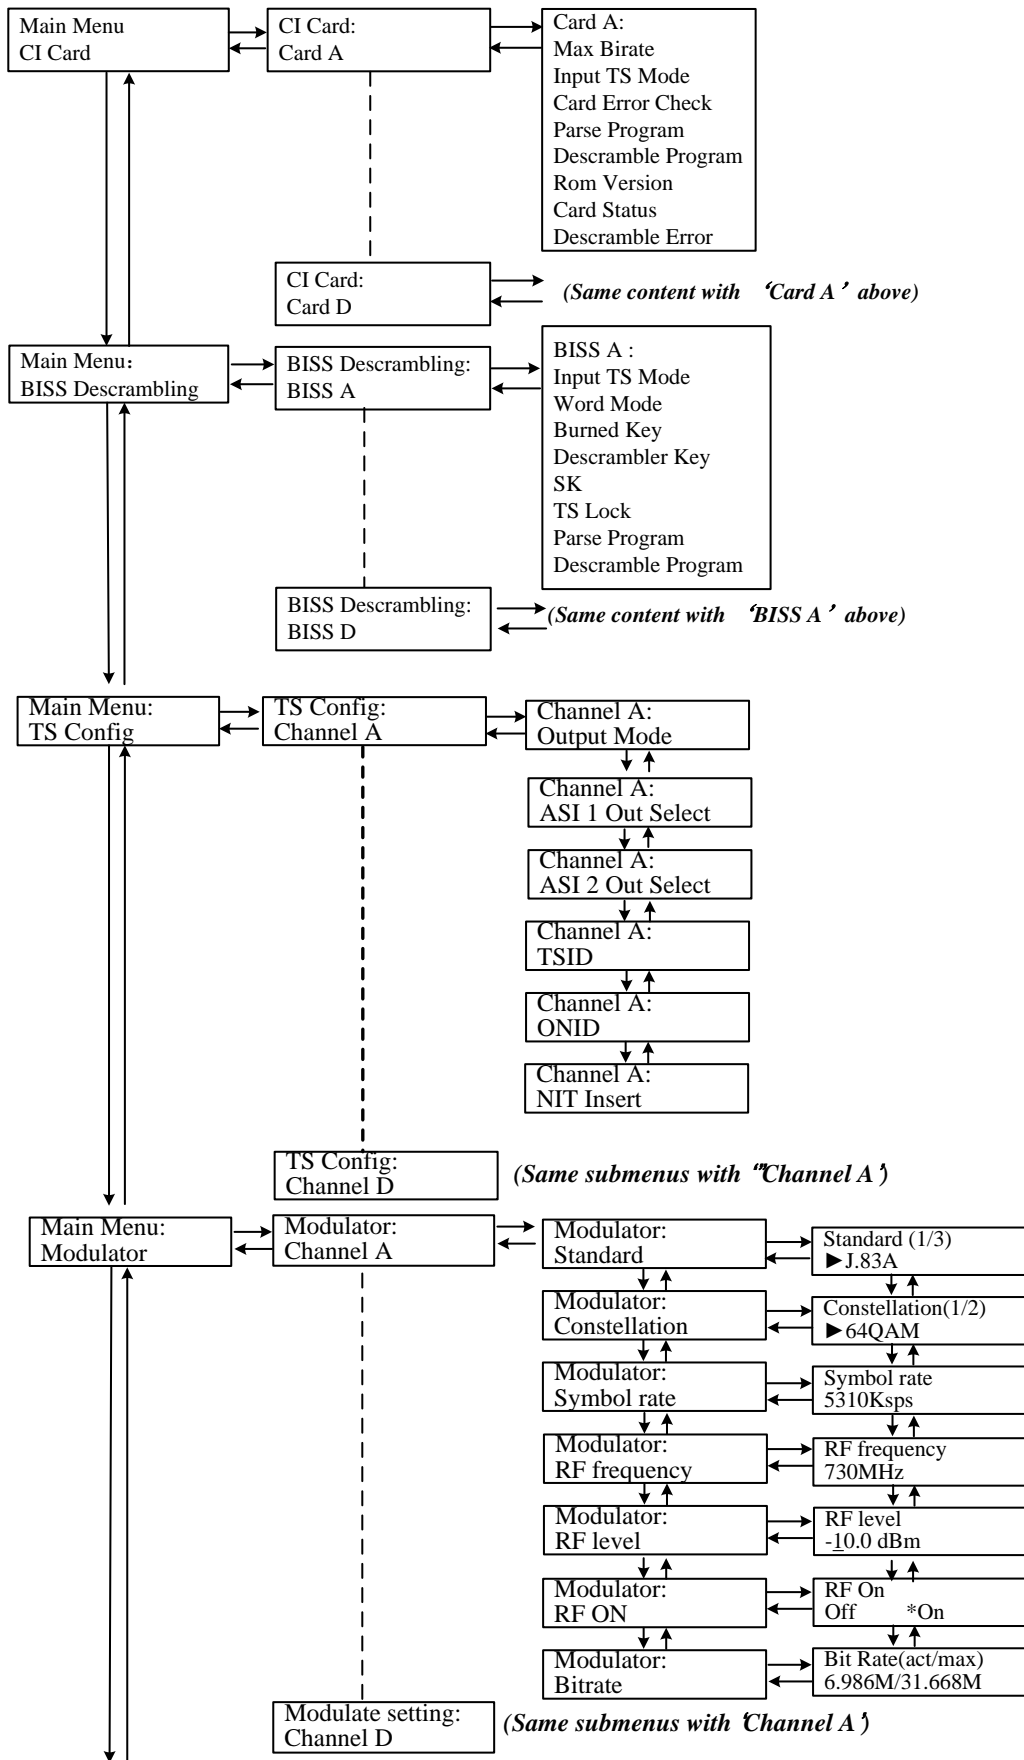 Main Menu
CI Card
CI Card:
Card A
Card A:
Max Birate
Input TS Mode
Card Error Check
Parse Program
Descramble Program
Rom Version
Card Status
Descramble Error
CI Card:
Card D
(Same content with ‘Card A’ above)
Main Menu:
BISS Descrambling
BISS Descrambling:
BISS A
BISS A :
Input TS Mode
Word Mode
Burned Key
Descrambler Key
SK
TS Lock
Parse Program
Descramble Program
BISS Descrambling:
BISS D
(Same content with ‘BISS A’ above)
Main Menu:
TS Config
TS Config:
Channel A
Channel A:
Output Mode
Channel A:
ASI 1 Out Select
Channel A:
ASI 2 Out Select
Channel A:
TSID
Channel A:
ONID
Channel A:
NIT Insert
TS Config:
Channel D
(Same submenus with “‘Channel A’)
Main Menu:
Modulator
Modulator:
Channel A
Modulator:
Standard
Standard (1/3)
►J.83A
Modulator:
Constellation
Constellation(1/2)
►64QAM
Modulator:
Symbol rate
Symbol rate
5310Ksps
Modulator:
RF frequency
RF frequency
730MHz
Modulator:
RF level
RF level
-10.0 dBm
Modulator:
RF ON
RF On
Off *On
Modulator:
Bitrate
Bit Rate(act/max)
6.986M/31.668M
Modulate setting:
Channel D
(Same submenus with ‘Channel A’)